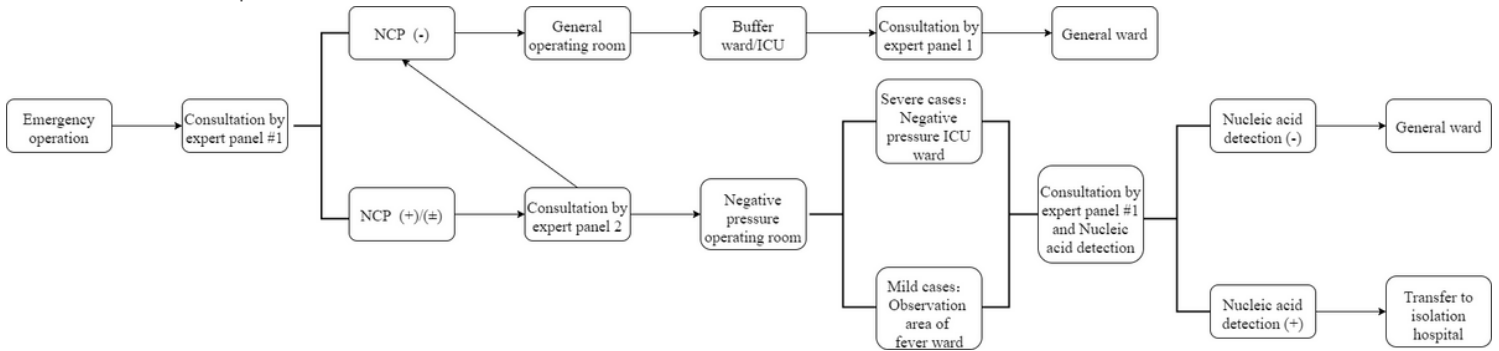 NCP (-)
General
operating room
Buffer
ward/ICU
Consultation by
expert panel 1
General ward
Emergency
operation
Consultation by
expert panel #1
NCP (+)/(±)
Consultation by
expert panel 2
Negative
pressure
operating room
Severe cases:
Negative
pressure ICU
ward
Mild cases:
Observation
area of
fever ward
Consultation by
expert panel #1
and Nucleic
acid detection
Nucleic acid
detection (-)
General ward
Nucleic acid
detection (+)
Transfer to
isolation
hospital